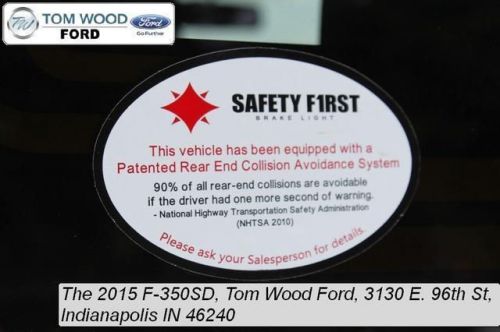 TW
TOM WOOD
FORD
Ford
Go Further
SAFETY F1RST
BRAKE LIGHT
This vehicle has been equipped with a
Patented Rear End Collision Avoidance System
90% of all rear-end collisions are avoidable
if the driver had one more second of warning.
- National Highway Transportation Safety Administration
(NHTSA 2010)
Please ask your Salesperson for details.
The 2015 F-350SD, Tom Wood Ford, 3130 E. 96th St,
Indianapolis IN 46240